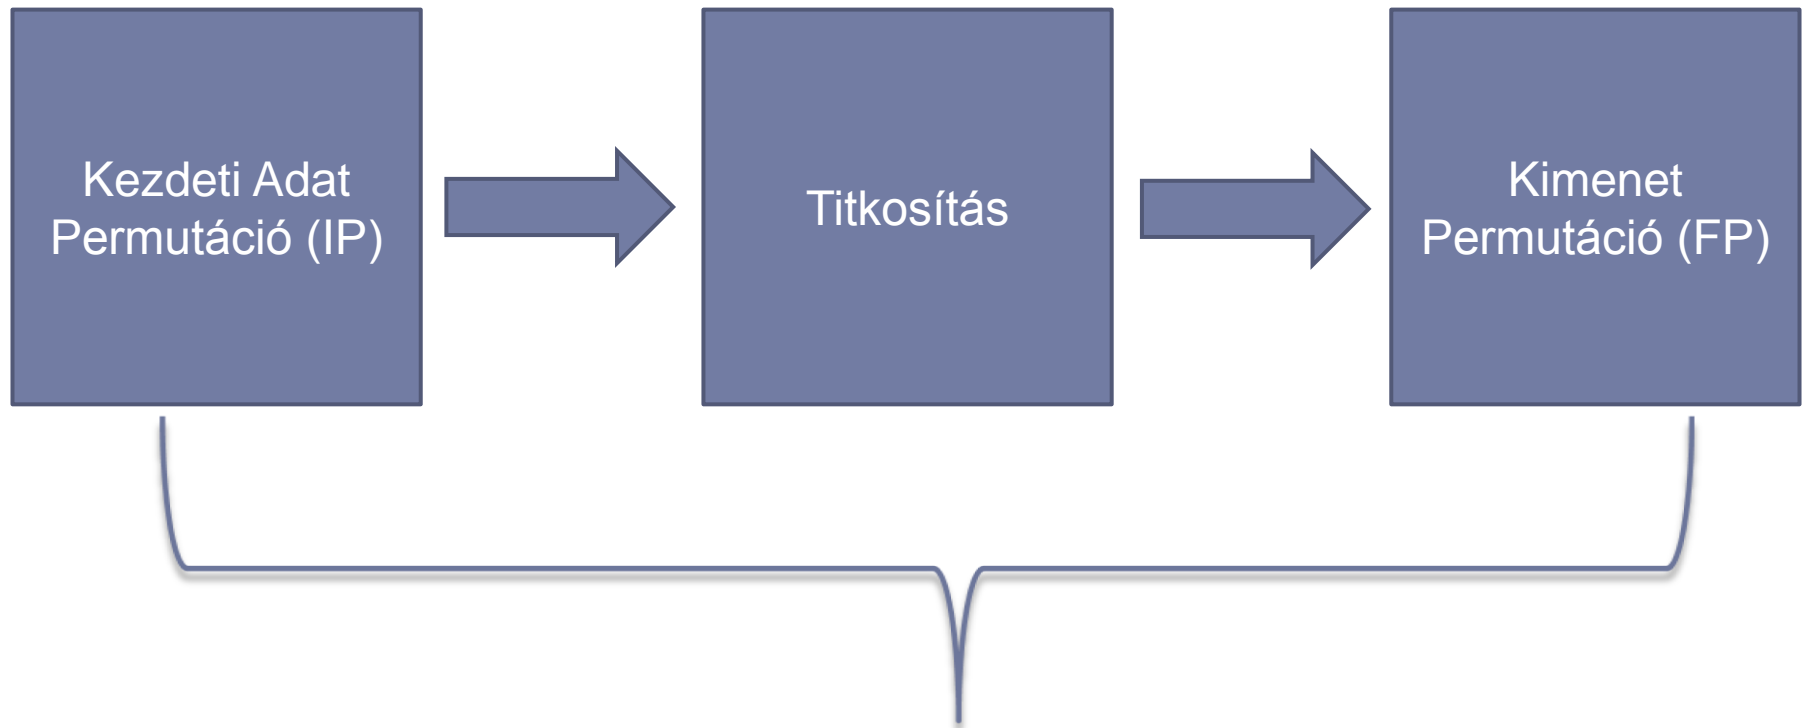 Kezdeti Adat
Permutáció (IP)
Titkosítás
Kimenet
Permutáció (FP)